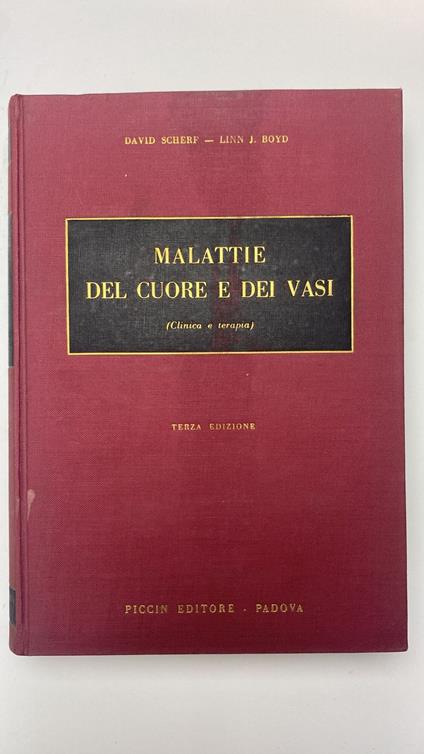 DAVID SCHERF — LINN J. BOYD
MALATTIE
DEL CUORE E DEI VASI
(Clinica e terapia)
TERZA EDIZIONE
PICCIN EDITORE - PADOVA